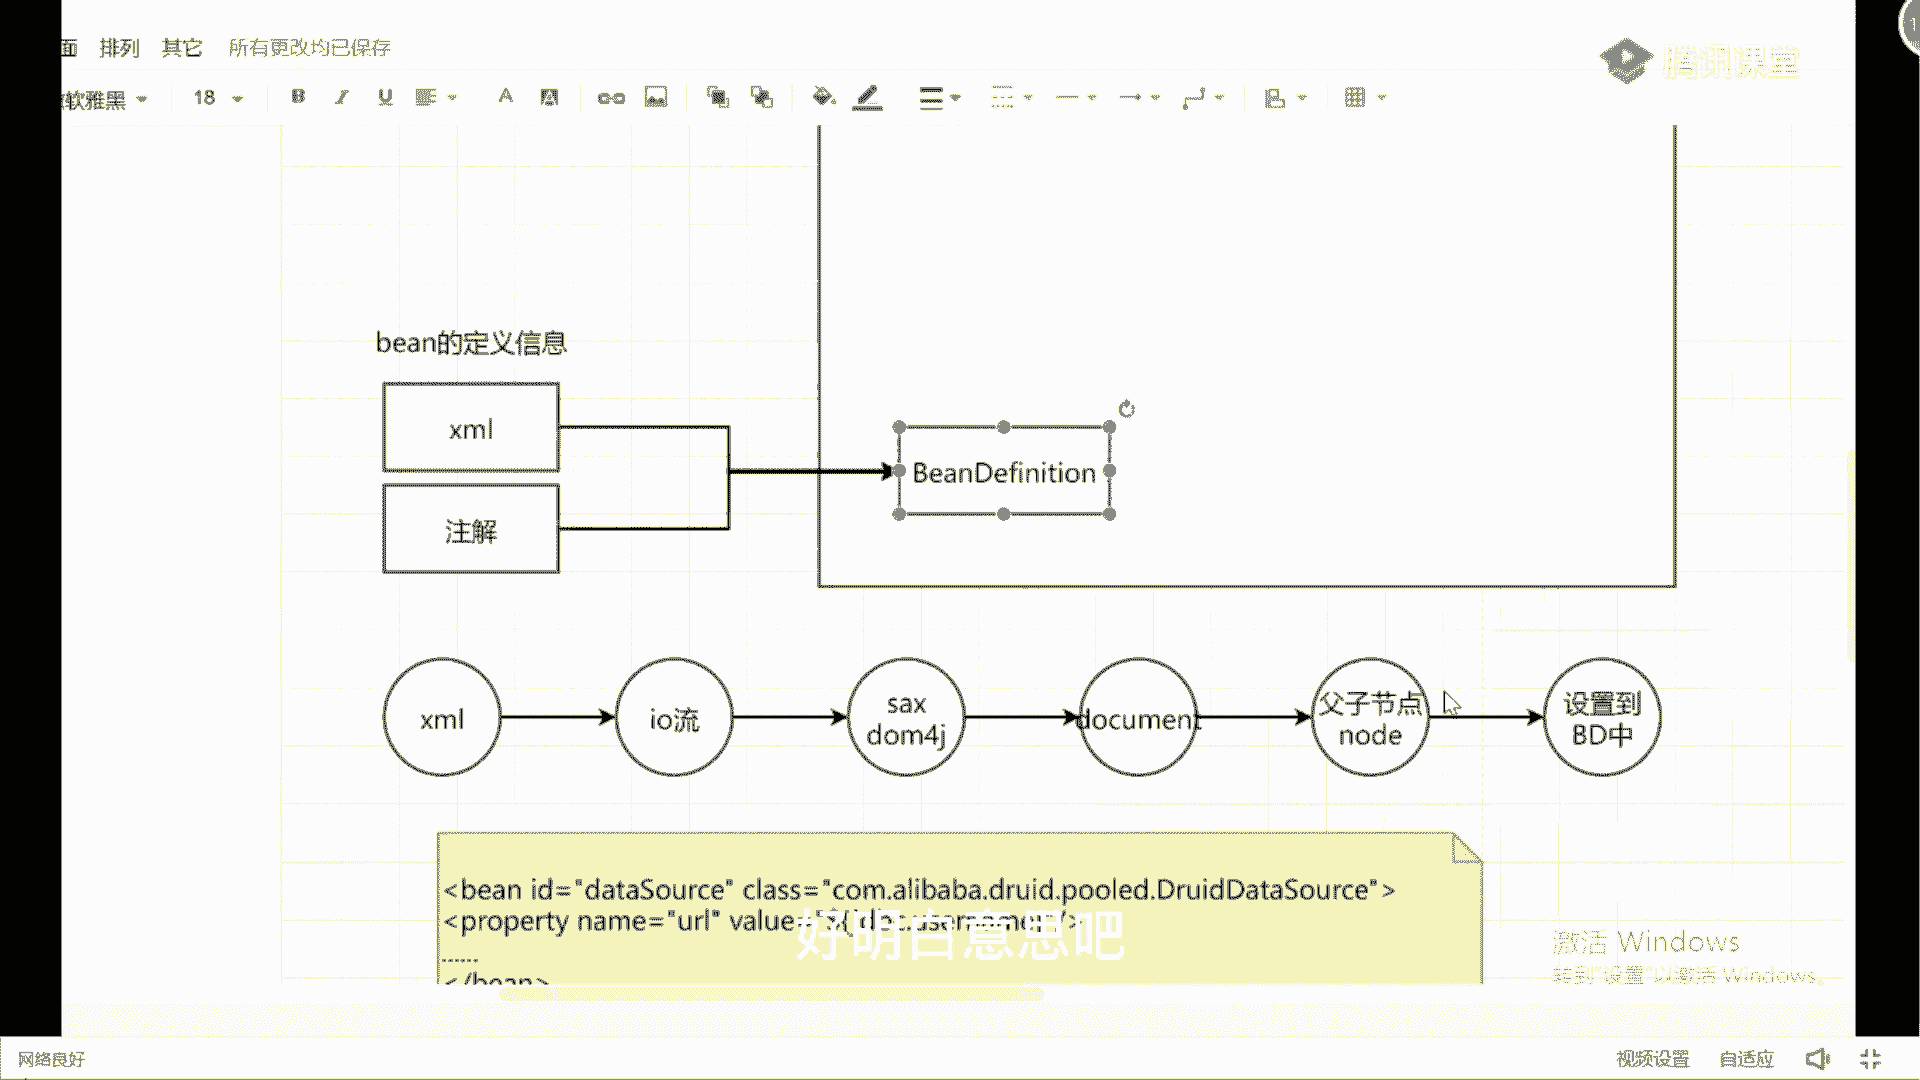 面 排列 其它 所有更改均已保存
腾讯课堂
软雅黑 18 B I U A A
bean的定义信息
xml
BeanDefinition
注解
xml
io流
sax
dom4j
document
父子节点
node
设置到
BD中
<bean id="dataSource" class="com.alibaba.druid.pooled.DruidDataSource">
<property name="url" value="${jdbc.username}"/>
好明白意思吧
......
</bean>
激活 Windows
转到"设置"以激活 Windows。
网络良好 视频设置 自适应